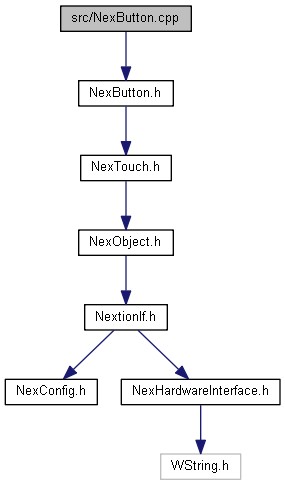 src/NexButton.cpp
NexButton.h
NexTouch.h
NexObject.h
NextionIf.h
NexConfig.h
NexHardwareInterface.h
WString.h